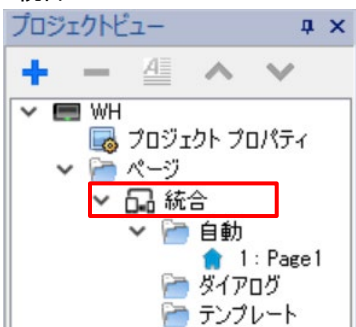 プロジェクトビュー
WH
プロジェクト プロパティ
ページ
統合
自動
1 : Page1
ダイアログ
テンプレート